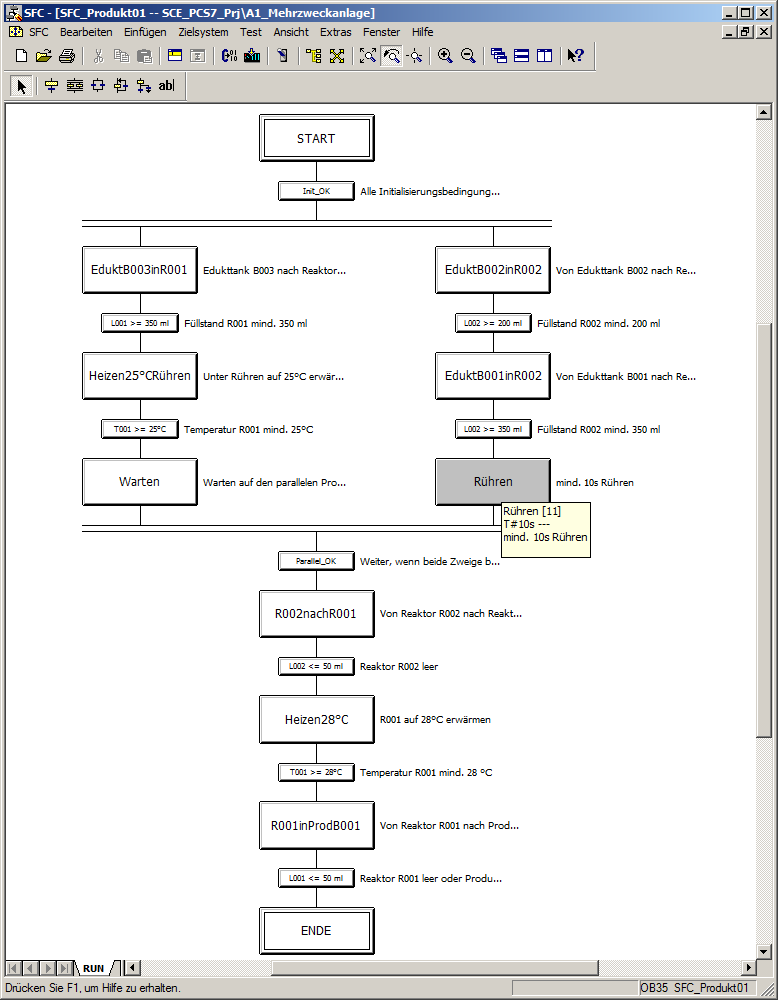 SFC - [SFC_Produkt01 -- SCE_PCS7_Prj\A1_Mehrzweckanlage]
SFC Bearbeiten Einfügen Zielsystem Test Ansicht Extras Fenster Hilfe
abl
START
Init_OK Alle Initialisierungsbedingung...
EduktB003inR001 Edukttank B003 nach Reaktor... EduktB002inR002 Von Edukttank B002 nach Re...
L001 >= 350 ml Füllstand R001 mind. 350 ml L002 >= 200 ml Füllstand R002 mind. 200 ml
Heizen25°CRühren Unter Rühren auf 25°C erwär... EduktB001inR002 Von Edukttank B001 nach Re...
T001 >= 25°C Temperatur R001 mind. 25°C L002 >= 350 ml Füllstand R002 mind. 350 ml
Warten Warten auf den parallelen Pro... Rühren mind. 10s Rühren
Rühren [11]
T#10s ---
mind. 10s Rühren
Parallel_OK Weiter, wenn beide Zweige b...
R002nachR001 Von Reaktor R002 nach Reakt...
L002 <= 50 ml Reaktor R002 leer
Heizen28°C R001 auf 28°C erwärmen
T001 >= 28°C Temperatur R001 mind. 28 °C
R001inProdB001 Von Reaktor R001 nach Prod...
L001 <= 50 ml Reaktor R001 leer oder Produ...
ENDE
RUN
Drücken Sie F1, um Hilfe zu erhalten. OB35 SFC_Produkt01